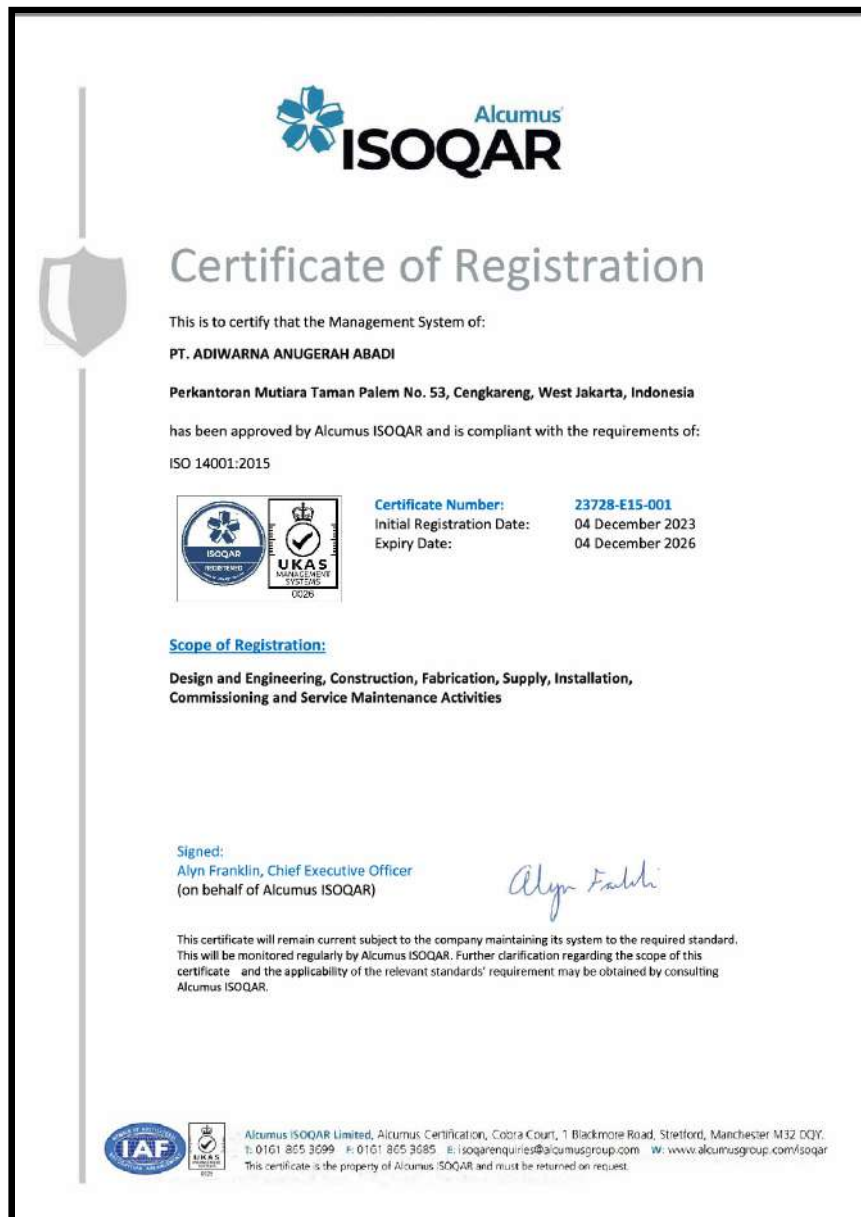 Alcumus
ISOQAR
Certificate of Registration
This is to certify that the Management System of:
PT. ADIWARNA ANUGERAH ABADI
Perkantoran Mutiara Taman Palem No. 53, Cengkareng, West Jakarta, Indonesia
has been approved by Alcumus ISOQAR and is compliant with the requirements of:
ISO 14001:2015
ISOQAR
REGISTERED
UKAS
MANAGEMENT
SYSTEMS
0026
Certificate Number: 23728-E15-001
Initial Registration Date: 04 December 2023
Expiry Date: 04 December 2026
Scope of Registration:
Design and Engineering, Construction, Fabrication, Supply, Installation,
Commissioning and Service Maintenance Activities
Signed:
Alyn Franklin, Chief Executive Officer
(on behalf of Alcumus ISOQAR)
This certificate will remain current subject to the company maintaining its system to the required standard.
This will be monitored regularly by Alcumus ISOQAR. Further clarification regarding the scope of this
certificate and the applicability of the relevant standards' requirement may be obtained by consulting
Alcumus ISOQAR.
IAF
UKAS
Alcumus ISOQAR Limited, Alcumus Certification, Cobra Court, 1 Blackmore Road, Stretford, Manchester M32 0QY.
T: 0161 865 3699 F: 0161 865 3685 E: isoqarenquiries@alcumusgroup.com W: www.alcumusgroup.com/isoqar
This certificate is the property of Alcumus ISOQAR and must be returned on request.